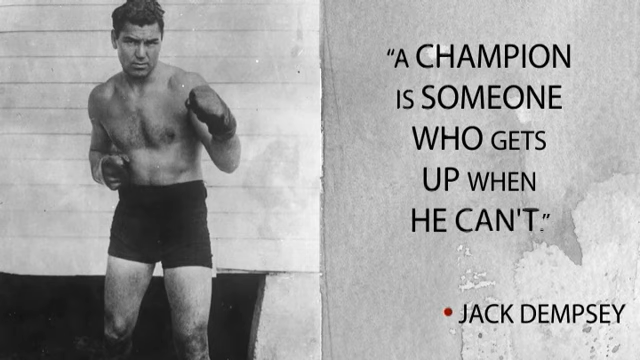 “A CHAMPION
IS SOMEONE
WHO GETS
UP WHEN
HE CAN'T.”
• JACK DEMPSEY